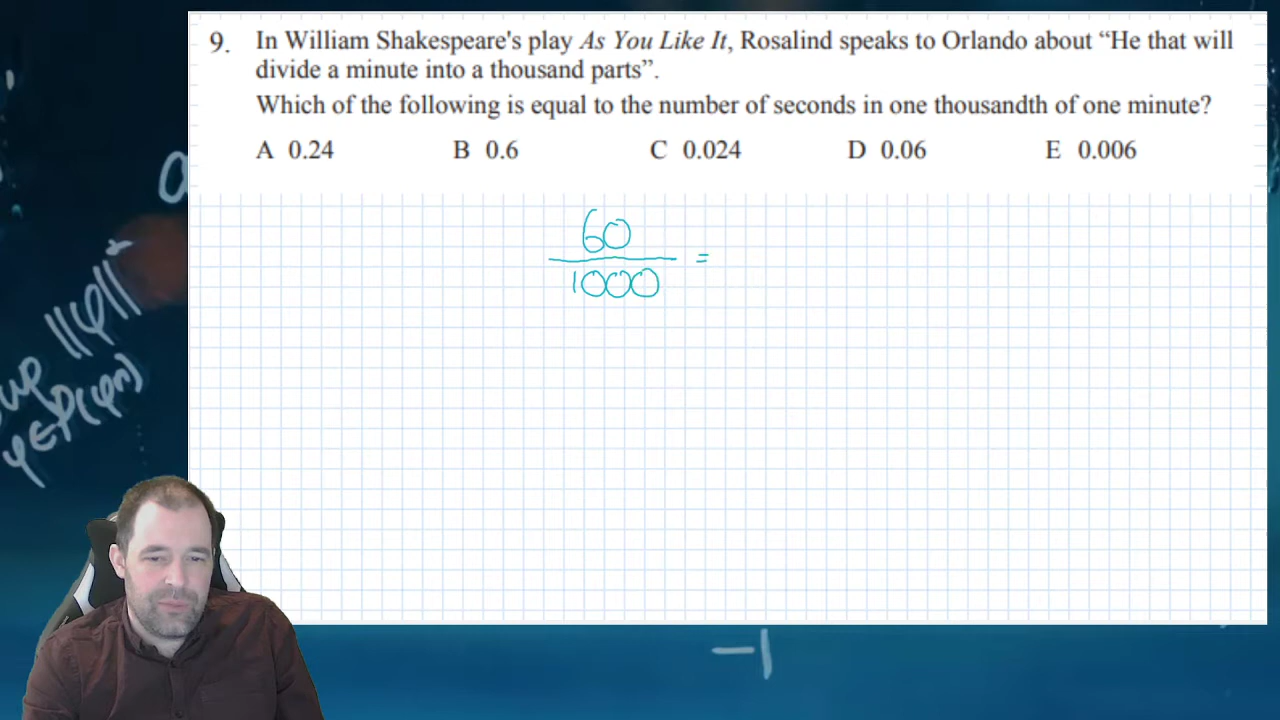 9. In William Shakespeare's play As You Like It, Rosalind speaks to Orlando about “He that will
divide a minute into a thousand parts”.
Which of the following is equal to the number of seconds in one thousandth of one minute?
A 0.24 B 0.6 C 0.024 D 0.06 E 0.006
60
1000 =
||φ||
φ∈P(φn)
-1